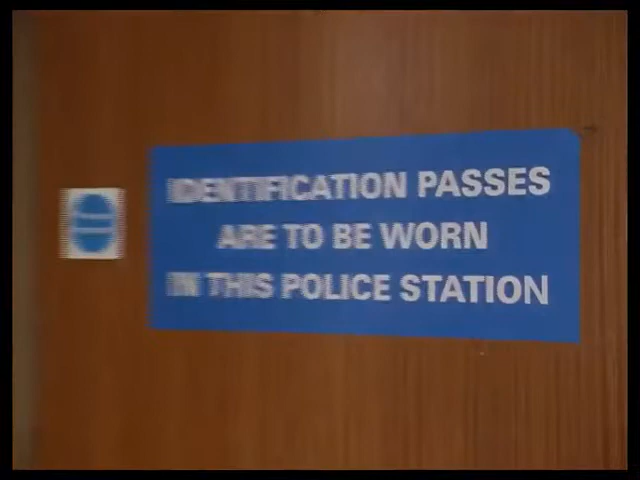 IDENTIFICATION PASSES
ARE TO BE WORN
IN THIS POLICE STATION